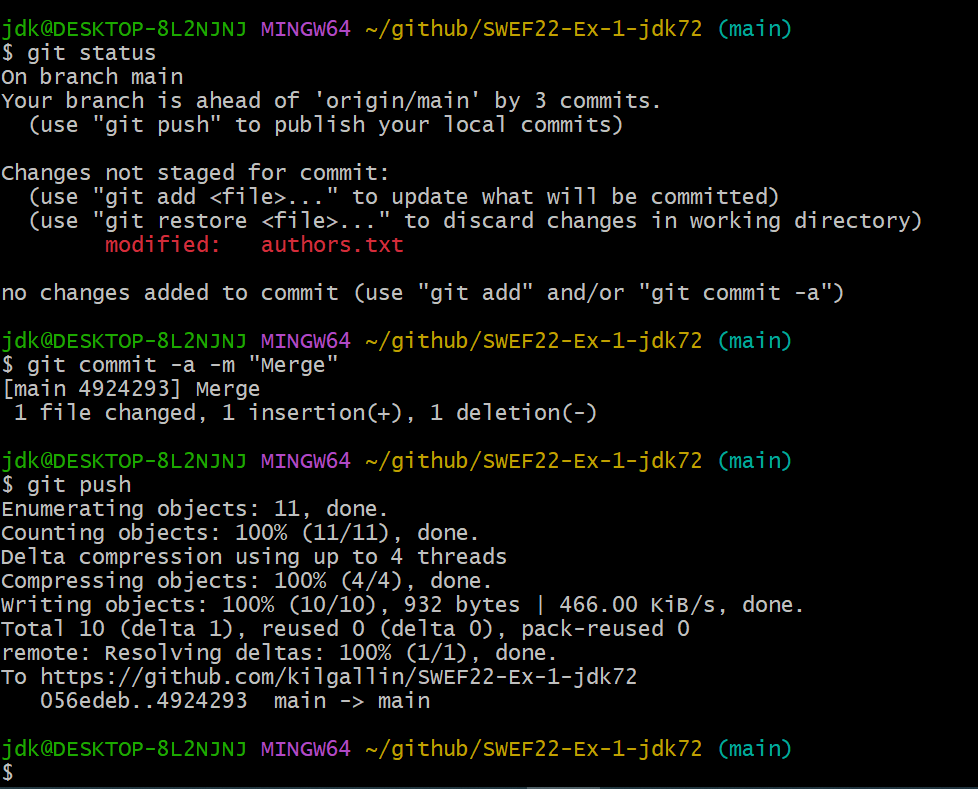 jdk@DESKTOP-8L2NJNJ MINGW64 ~/github/SWEF22-Ex-1-jdk72 (main)
$ git status
On branch main
Your branch is ahead of 'origin/main' by 3 commits.
  (use "git push" to publish your local commits)

Changes not staged for commit:
  (use "git add <file>..." to update what will be committed)
  (use "git restore <file>..." to discard changes in working directory)
        modified:   authors.txt

no changes added to commit (use "git add" and/or "git commit -a")

jdk@DESKTOP-8L2NJNJ MINGW64 ~/github/SWEF22-Ex-1-jdk72 (main)
$ git commit -a -m "Merge"
[main 4924293] Merge
 1 file changed, 1 insertion(+), 1 deletion(-)

jdk@DESKTOP-8L2NJNJ MINGW64 ~/github/SWEF22-Ex-1-jdk72 (main)
$ git push
Enumerating objects: 11, done.
Counting objects: 100% (11/11), done.
Delta compression using up to 4 threads
Compressing objects: 100% (4/4), done.
Writing objects: 100% (10/10), 932 bytes | 466.00 KiB/s, done.
Total 10 (delta 1), reused 0 (delta 0), pack-reused 0
remote: Resolving deltas: 100% (1/1), done.
To https://github.com/kilgallin/SWEF22-Ex-1-jdk72
   056edeb..4924293  main -> main

jdk@DESKTOP-8L2NJNJ MINGW64 ~/github/SWEF22-Ex-1-jdk72 (main)
$